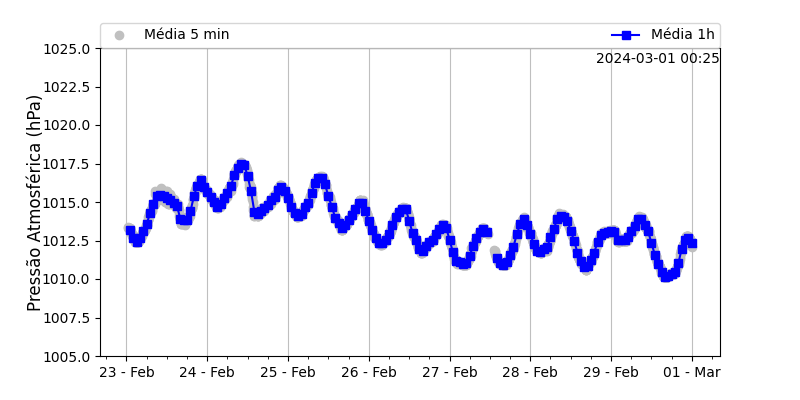 Média 5 min
Média 1h
2024-03-01 00:25
Pressão Atmosférica (hPa)
1025.0
1022.5
1020.0
1017.5
1015.0
1012.5
1010.0
1007.5
1005.0
23 - Feb
24 - Feb
25 - Feb
26 - Feb
27 - Feb
28 - Feb
29 - Feb
01 - Mar